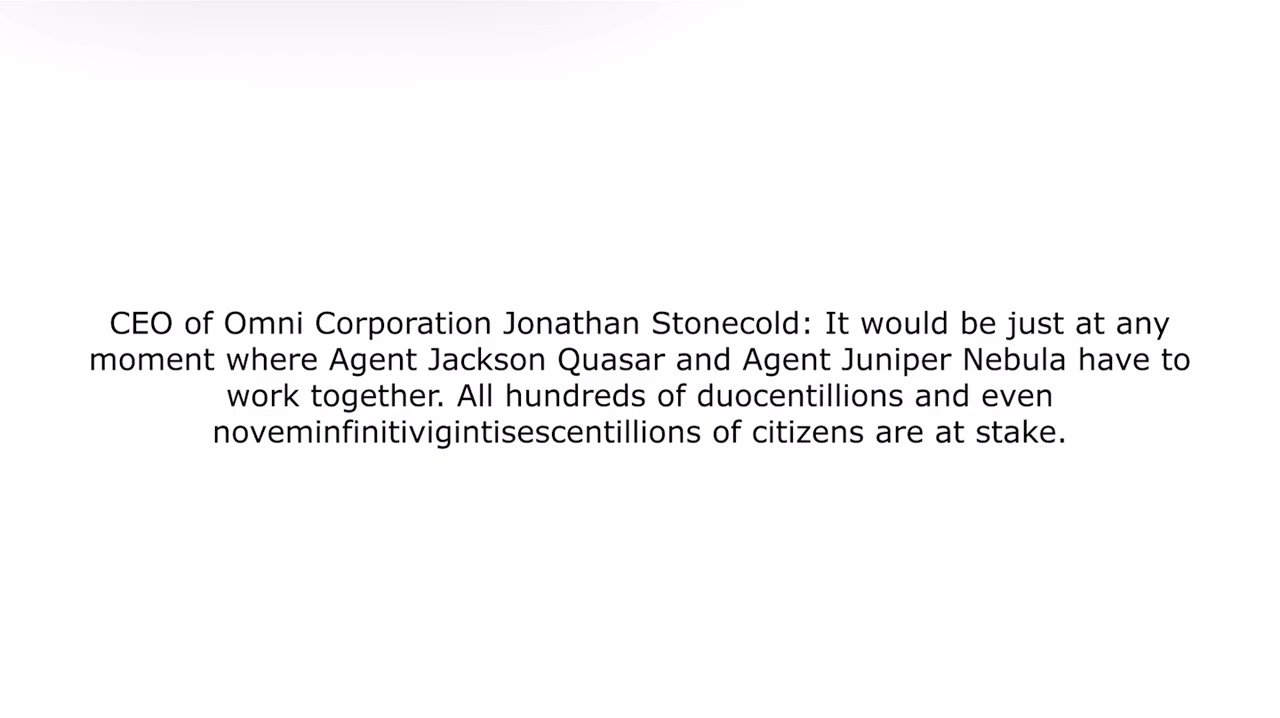 CEO of Omni Corporation Jonathan Stonecold: It would be just at any
moment where Agent Jackson Quasar and Agent Juniper Nebula have to
work together. All hundreds of duocentillions and even
noveminfinitivigintisescentillions of citizens are at stake.